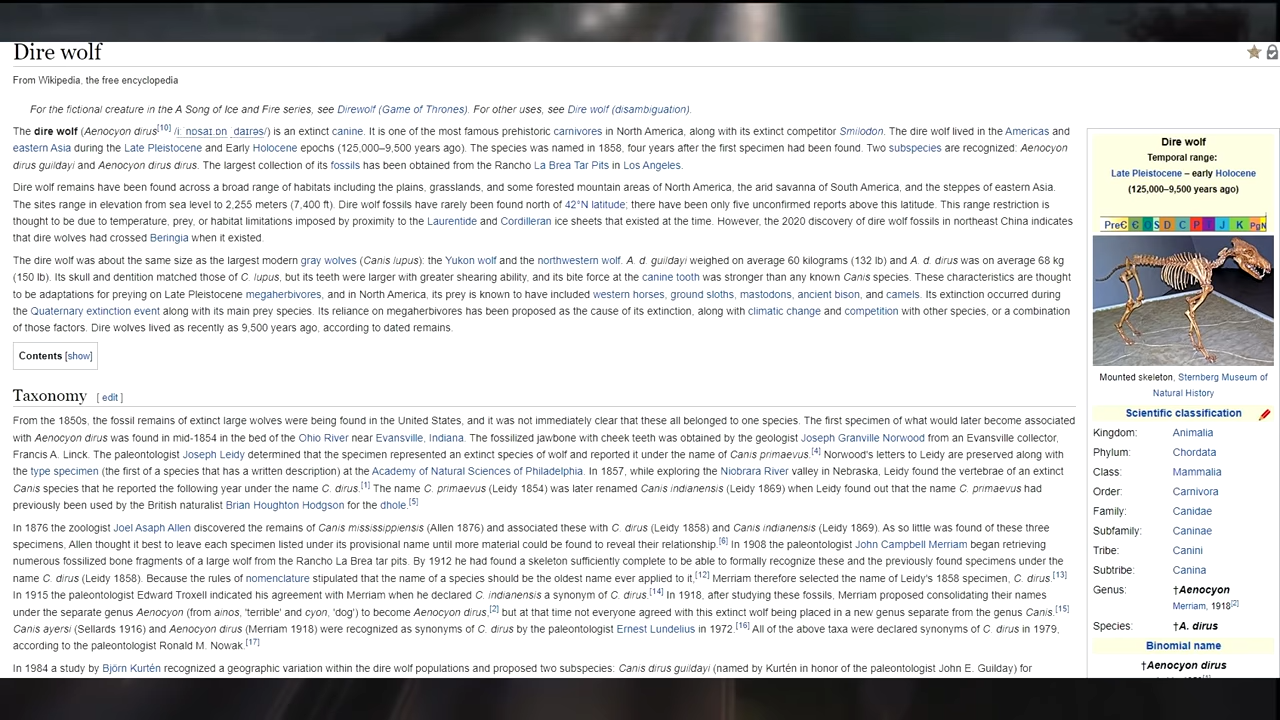 Dire wolf
From Wikipedia, the free encyclopedia
For the fictional creature in the A Song of Ice and Fire series, see Direwolf (Game of Thrones). For other uses, see Dire wolf (disambiguation).
The dire wolf (Aenocyon dirus[10] /iːˈnɒsaɪ.ɒn ˈdaɪrəs/) is an extinct canine. It is one of the most famous prehistoric carnivores in North America, along with its extinct competitor Smilodon. The dire wolf lived in the Americas and
eastern Asia during the Late Pleistocene and Early Holocene epochs (125,000–9,500 years ago). The species was named in 1858, four years after the first specimen had been found. Two subspecies are recognized: Aenocyon
dirus guildayi and Aenocyon dirus dirus. The largest collection of its fossils has been obtained from the Rancho La Brea Tar Pits in Los Angeles.
Dire wolf remains have been found across a broad range of habitats including the plains, grasslands, and some forested mountain areas of North America, the arid savanna of South America, and the steppes of eastern Asia.
The sites range in elevation from sea level to 2,255 meters (7,400 ft). Dire wolf fossils have rarely been found north of 42°N latitude; there have been only five unconfirmed reports above this latitude. This range restriction is
thought to be due to temperature, prey, or habitat limitations imposed by proximity to the Laurentide and Cordilleran ice sheets that existed at the time. However, the 2020 discovery of dire wolf fossils in northeast China indicates
that dire wolves had crossed Beringia when it existed.
The dire wolf was about the same size as the largest modern gray wolves (Canis lupus): the Yukon wolf and the northwestern wolf. A. d. guildayi weighed on average 60 kilograms (132 lb) and A. d. dirus was on average 68 kg
(150 lb). Its skull and dentition matched those of C. lupus, but its teeth were larger with greater shearing ability, and its bite force at the canine tooth was stronger than any known Canis species. These characteristics are thought
to be adaptations for preying on Late Pleistocene megaherbivores, and in North America, its prey is known to have included western horses, ground sloths, mastodons, ancient bison, and camels. Its extinction occurred during
the Quaternary extinction event along with its main prey species. Its reliance on megaherbivores has been proposed as the cause of its extinction, along with climatic change and competition with other species, or a combination
of those factors. Dire wolves lived as recently as 9,500 years ago, according to dated remains.
Contents [show]
Taxonomy [ edit ]
From the 1850s, the fossil remains of extinct large wolves were being found in the United States, and it was not immediately clear that these all belonged to one species. The first specimen of what would later become associated
with Aenocyon dirus was found in mid-1854 in the bed of the Ohio River near Evansville, Indiana. The fossilized jawbone with cheek teeth was obtained by the geologist Joseph Granville Norwood from an Evansville collector,
Francis A. Linck. The paleontologist Joseph Leidy determined that the specimen represented an extinct species of wolf and reported it under the name of Canis primaevus.[4] Norwood's letters to Leidy are preserved along with
the type specimen (the first of a species that has a written description) at the Academy of Natural Sciences of Philadelphia. In 1857, while exploring the Niobrara River valley in Nebraska, Leidy found the vertebrae of an extinct
Canis species that he reported the following year under the name C. dirus.[1] The name C. primaevus (Leidy 1854) was later renamed Canis indianensis (Leidy 1869) when Leidy found out that the name C. primaevus had
previously been used by the British naturalist Brian Houghton Hodgson for the dhole.[5]
In 1876 the zoologist Joel Asaph Allen discovered the remains of Canis mississippiensis (Allen 1876) and associated these with C. dirus (Leidy 1858) and Canis indianensis (Leidy 1869). As so little was found of these three
specimens, Allen thought it best to leave each specimen listed under its provisional name until more material could be found to reveal their relationship.[6] In 1908 the paleontologist John Campbell Merriam began retrieving
numerous fossilized bone fragments of a large wolf from the Rancho La Brea tar pits. By 1912 he had found a skeleton sufficiently complete to be able to formally recognize these and the previously found specimens under the
name C. dirus (Leidy 1858). Because the rules of nomenclature stipulated that the name of a species should be the oldest name ever applied to it,[12] Merriam therefore selected the name of Leidy's 1858 specimen, C. dirus.[13]
In 1915 the paleontologist Edward Troxell indicated his agreement with Merriam when he declared C. indianensis a synonym of C. dirus.[14] In 1918, after studying these fossils, Merriam proposed consolidating their names
under the separate genus Aenocyon (from ainos, 'terrible' and cyon, 'dog') to become Aenocyon dirus,[2] but at that time not everyone agreed with this extinct wolf being placed in a new genus separate from the genus Canis.[15]
Canis ayersi (Sellards 1916) and Aenocyon dirus (Merriam 1918) were recognized as synonyms of C. dirus by the paleontologist Ernest Lundelius in 1972.[16] All of the above taxa were declared synonyms of C. dirus in 1979,
according to the paleontologist Ronald M. Nowak.[17]
In 1984 a study by Björn Kurtén recognized a geographic variation within the dire wolf populations and proposed two subspecies: Canis dirus guildayi (named by Kurtén in honor of the paleontologist John E. Guilday) for
Dire wolf
Temporal range:
Late Pleistocene – early Holocene
(125,000–9,500 years ago)
PreꞒ Ꞓ O S D C P T J K Pg N
Mounted skeleton, Sternberg Museum of
Natural History
Scientific classification
Kingdom: Animalia
Phylum: Chordata
Class: Mammalia
Order: Carnivora
Family: Canidae
Subfamily: Caninae
Tribe: Canini
Subtribe: Canina
Genus: †Aenocyon
Merriam, 1918[2]
Species: †A. dirus
Binomial name
†Aenocyon dirus